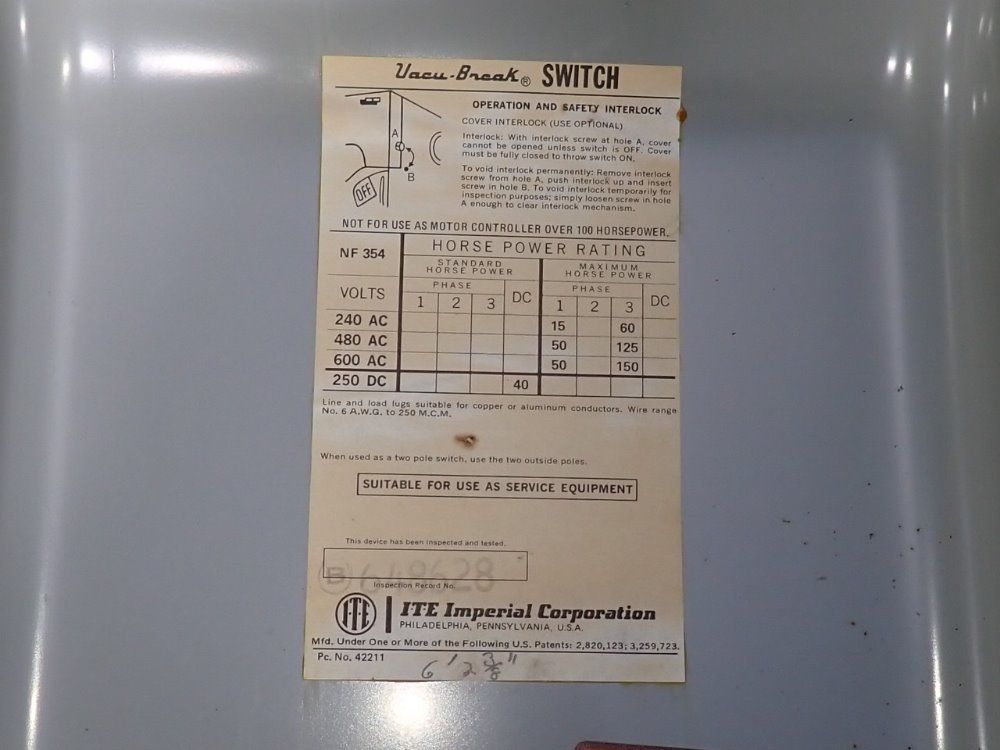 Vacu-Break® SWITCH
OPERATION AND SAFETY INTERLOCK
COVER INTERLOCK (USE OPTIONAL)
Interlock: With interlock screw at hole A, cover
cannot be opened unless switch is OFF. Cover
must be fully closed to throw switch ON.
To void interlock permanently: Remove interlock
screw from hole A, push interlock up and insert
screw in hole B. To void interlock temporarily for
inspection purposes; simply loosen screw in hole
A enough to clear interlock mechanism.
A
B
OFF
NOT FOR USE AS MOTOR CONTROLLER OVER 100 HORSEPOWER.
NF 354 HORSE POWER RATING
STANDARD HORSE POWER MAXIMUM HORSE POWER
VOLTS PHASE DC PHASE DC
1 2 3 1 2 3
240 AC 15 60
480 AC 50 125
600 AC 50 150
250 DC 40
Line and load lugs suitable for copper or aluminum conductors. Wire range
No. 6 A.W.G. to 250 M.C.M.
When used as a two pole switch, use the two outside poles.
SUITABLE FOR USE AS SERVICE EQUIPMENT
This device has been inspected and tested.
B 648628
Inspection Record No.
ITE I-T-E Imperial Corporation
PHILADELPHIA, PENNSYLVANIA, U.S.A.
Mfd. Under One or More of the Following U.S. Patents: 2,820,123; 3,259,723.
Pc. No. 42211
6' 2 3/8"